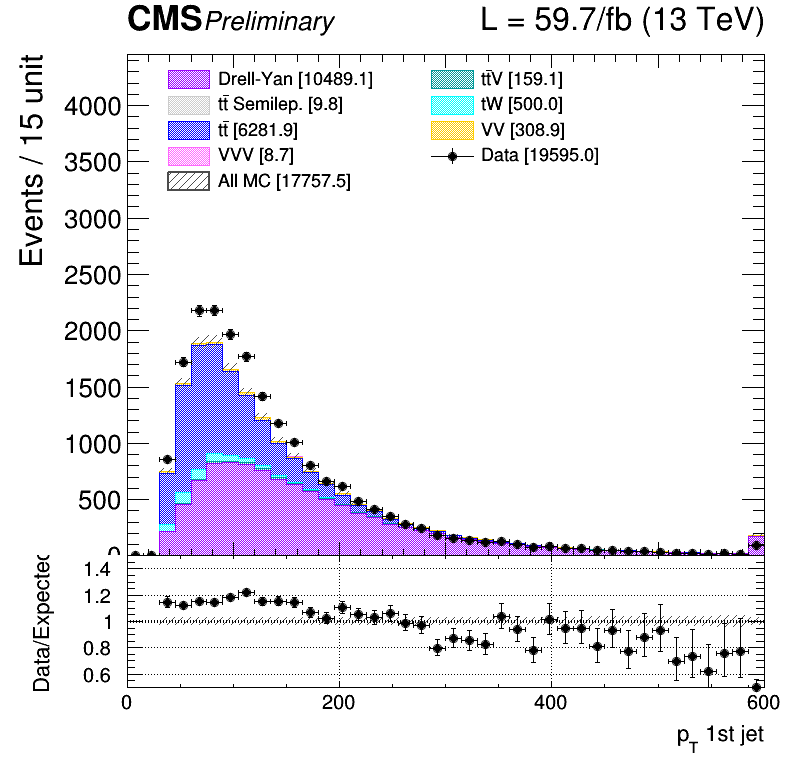 CMS Preliminary L = 59.7/fb (13 TeV)
Events / 15 unit
Drell-Yan [10489.1]
tt̄ Semilep. [9.8]
tt̄ [6281.9]
VVV [8.7]
All MC [17757.5]
tt̄V [159.1]
tW [500.0]
VV [308.9]
Data [19595.0]
4000
3500
3000
2500
2000
1500
1000
500
0
Data/Expected
1.4
1.2
1
0.8
0.6
0 200 400 600
p_T 1st jet